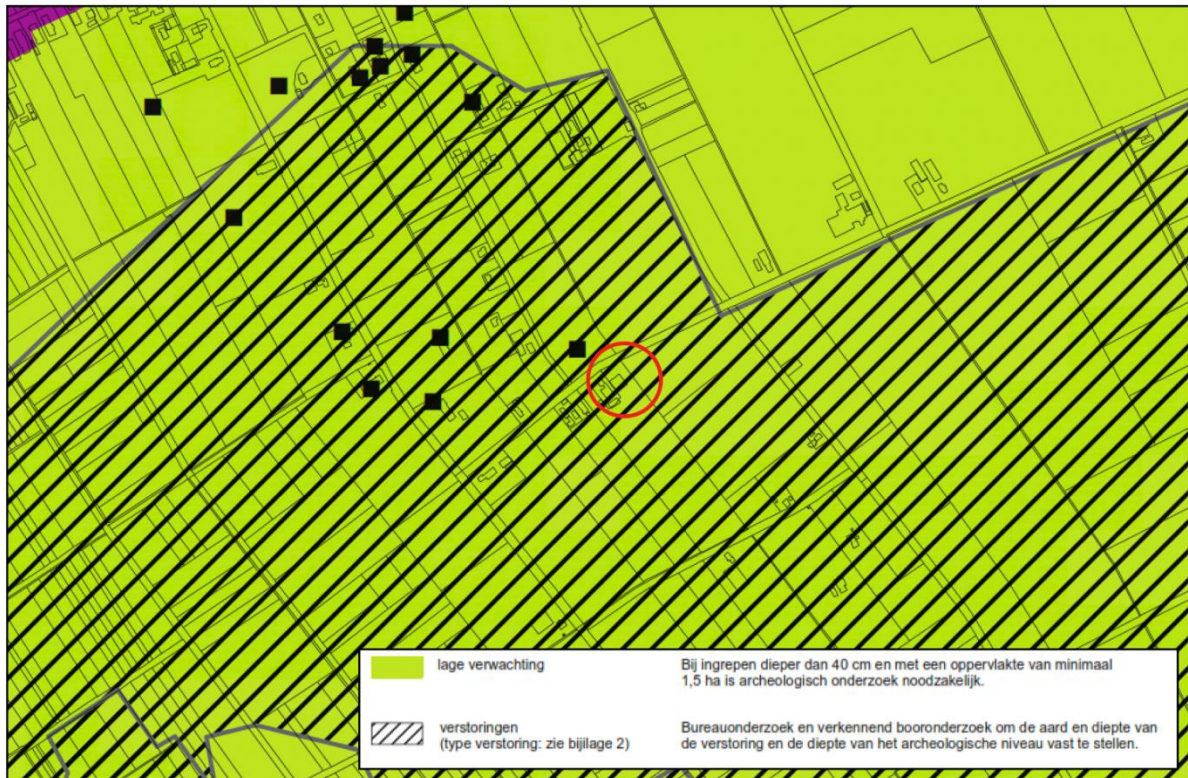 lage verwachting
Bij ingrepen dieper dan 40 cm en met een oppervlakte van minimaal
1,5 ha is archeologisch onderzoek noodzakelijk.
verstoringen
(type verstoring: zie bijilage 2)
Bureauonderzoek en verkennend booronderzoek om de aard en diepte van
de verstoring en de diepte van het archeologische niveau vast te stellen.